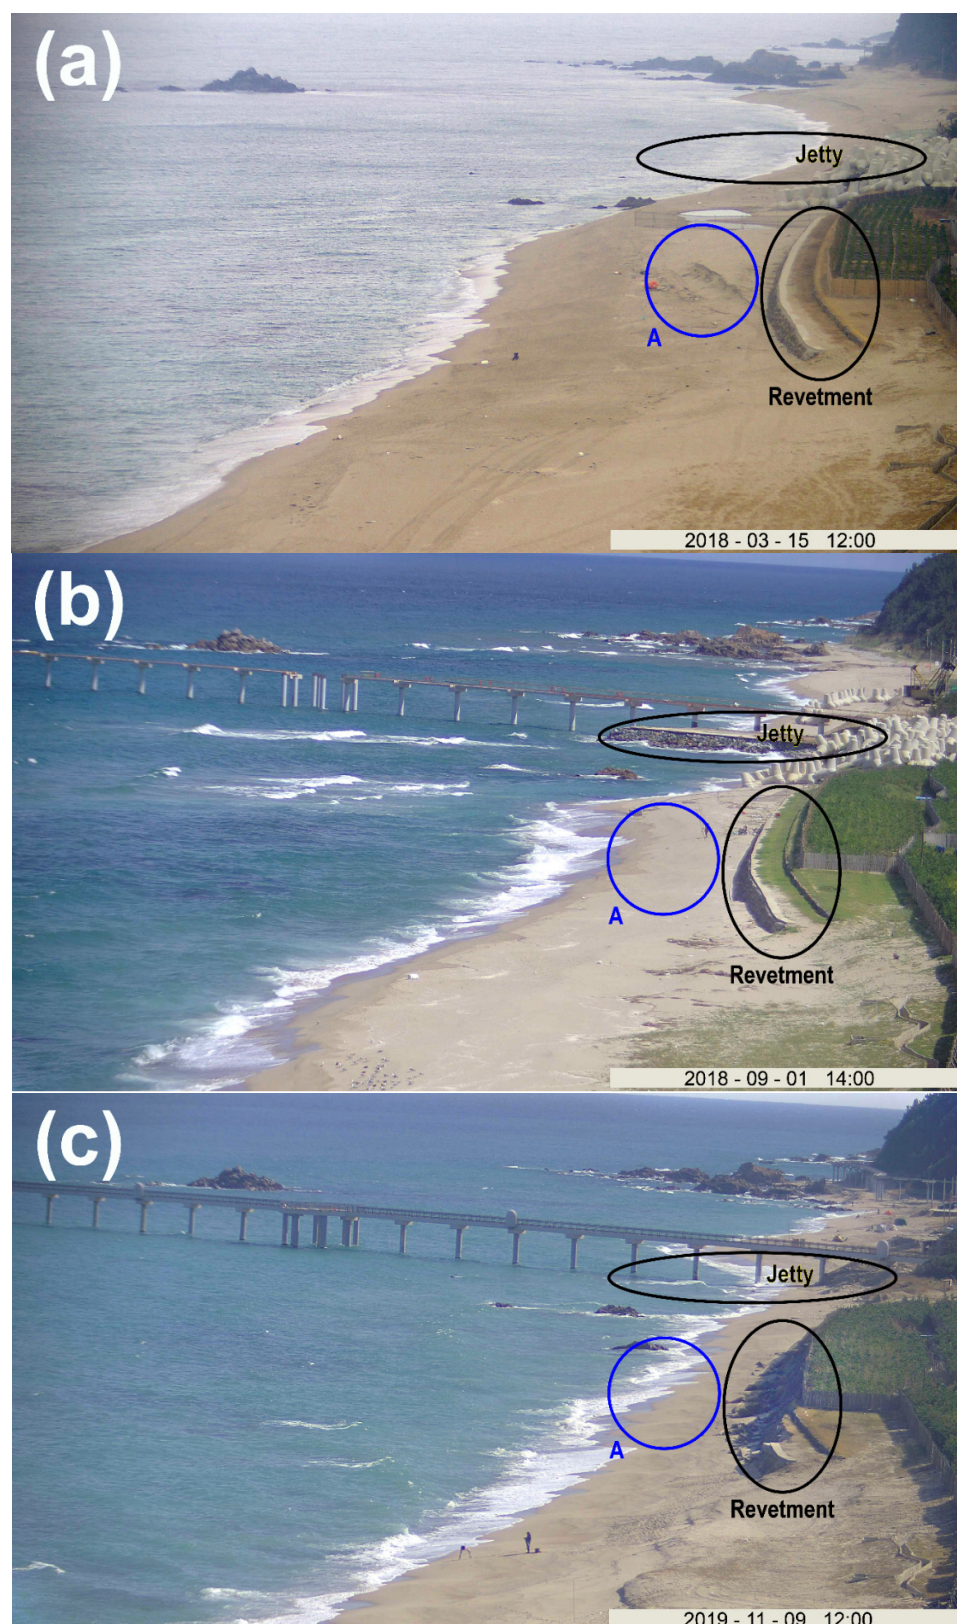 (a)
Jetty
A
Revetment
2018 - 03 - 15 12:00
(b)
Jetty
A
Revetment
2018 - 09 - 01 14:00
(c)
Jetty
A
Revetment
2019 - 11 - 09 12:00